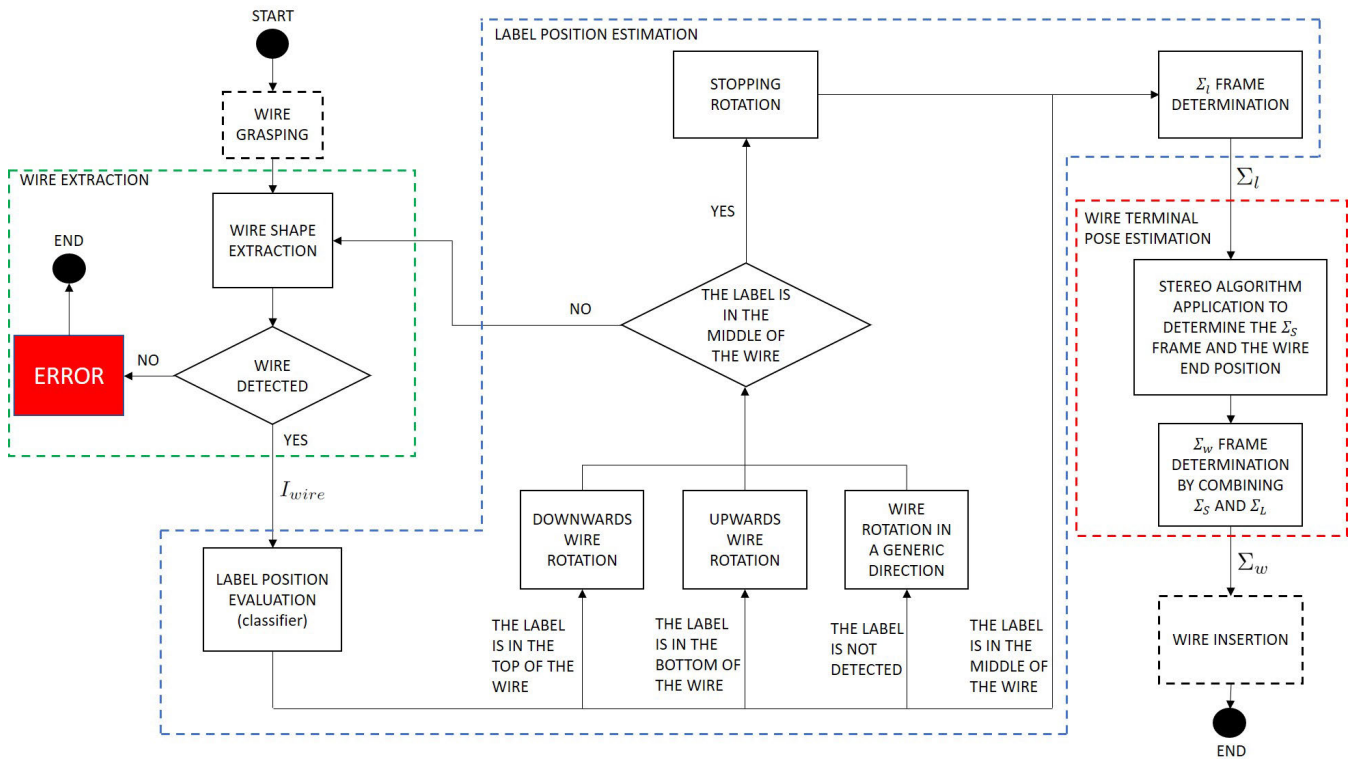 START
WIRE
GRASPING
WIRE EXTRACTION
WIRE SHAPE
EXTRACTION
END
ERROR
NO
WIRE
DETECTED
YES
I_{wire}
LABEL POSITION ESTIMATION
LABEL POSITION
EVALUATION
(classifier)
THE LABEL
IS IN THE
TOP OF THE
WIRE
THE LABEL
IS IN THE
BOTTOM OF
THE WIRE
THE LABEL
IS NOT
DETECTED
THE LABEL
IS IN THE
MIDDLE OF
THE WIRE
DOWNWARDS
WIRE
ROTATION
UPWARDS
WIRE
ROTATION
WIRE
ROTATION IN
A GENERIC
DIRECTION
THE LABEL IS
IN THE
MIDDLE OF
THE WIRE
NO
YES
STOPPING
ROTATION
Σ_l FRAME
DETERMINATION
Σ_l
WIRE TERMINAL
POSE ESTIMATION
STEREO ALGORITHM
APPLICATION TO
DETERMINE THE Σ_S
FRAME AND THE WIRE
END POSITION
Σ_w FRAME
DETERMINATION
BY COMBINING
Σ_S AND Σ_L
Σ_w
WIRE INSERTION
END